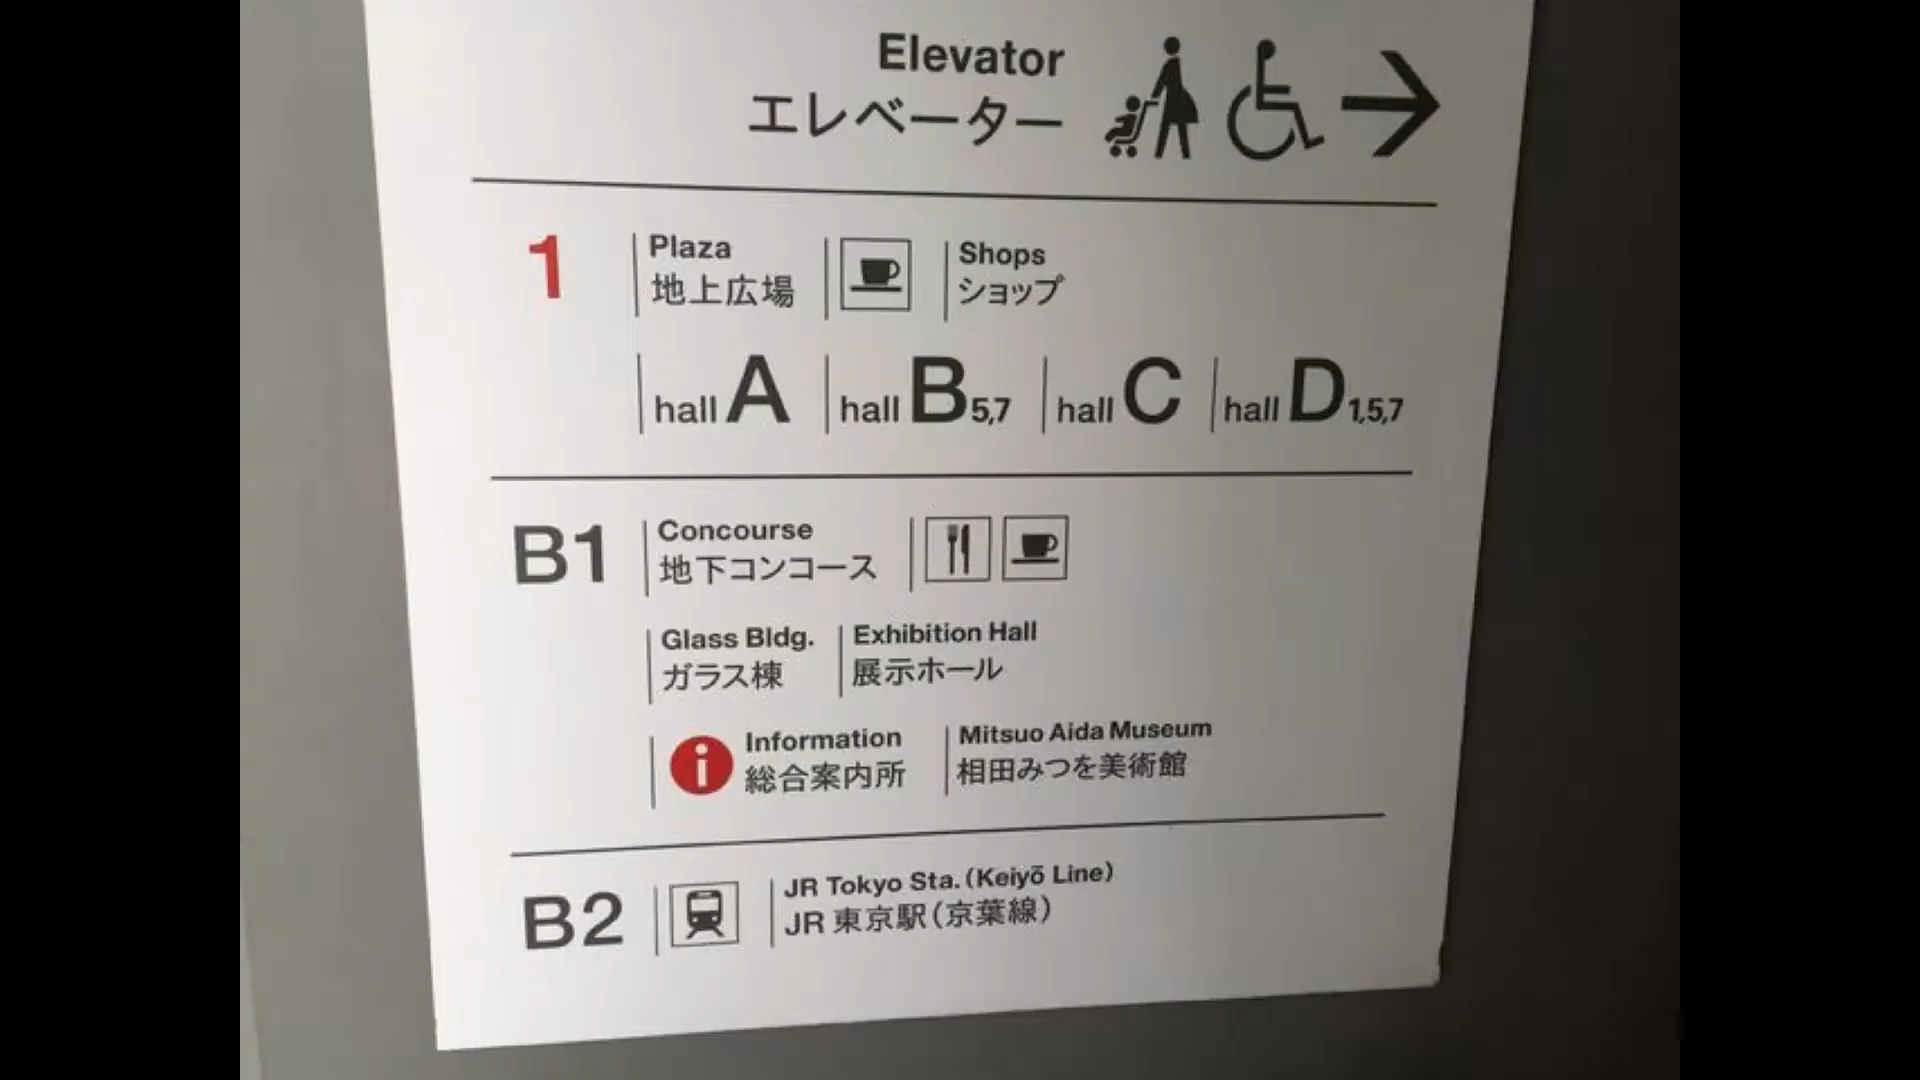 Elevator
エレベーター
1
Plaza
地上広場
Shops
ショップ
hall A
hall B5,7
hall C
hall D1,5,7
B1
Concourse
地下コンコース
Glass Bldg.
ガラス棟
Exhibition Hall
展示ホール
i
Information
総合案内所
Mitsuo Aida Museum
相田みつを美術館
B2
JR Tokyo Sta. (Keiyō Line)
JR 東京駅(京葉線)